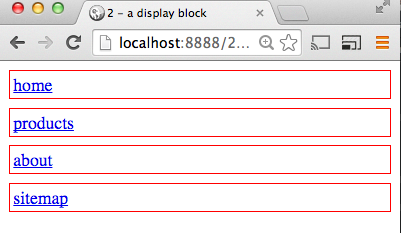 2 – a display block
localhost:8888/2...
home
products
about
sitemap